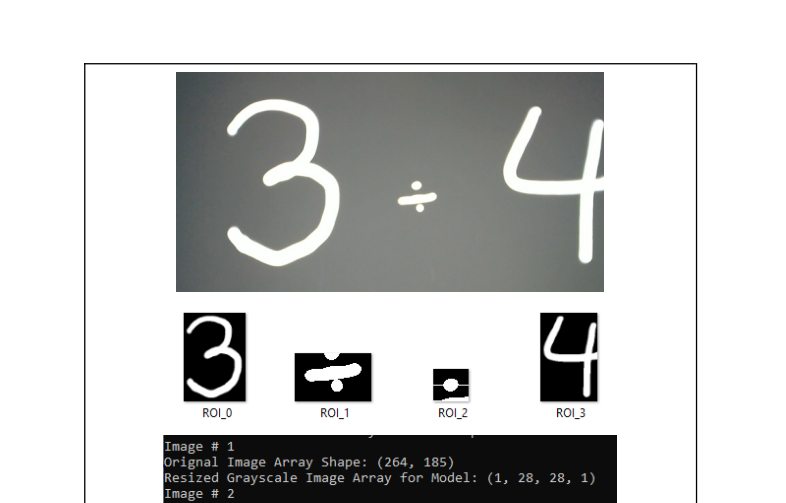 3 ÷ 4
3 ÷ 4
ROI_0 ROI_1 ROI_2 ROI_3
Image # 1
Orignal Image Array Shape: (264, 185)
Resized Grayscale Image Array for Model: (1, 28, 28, 1)
Image # 2